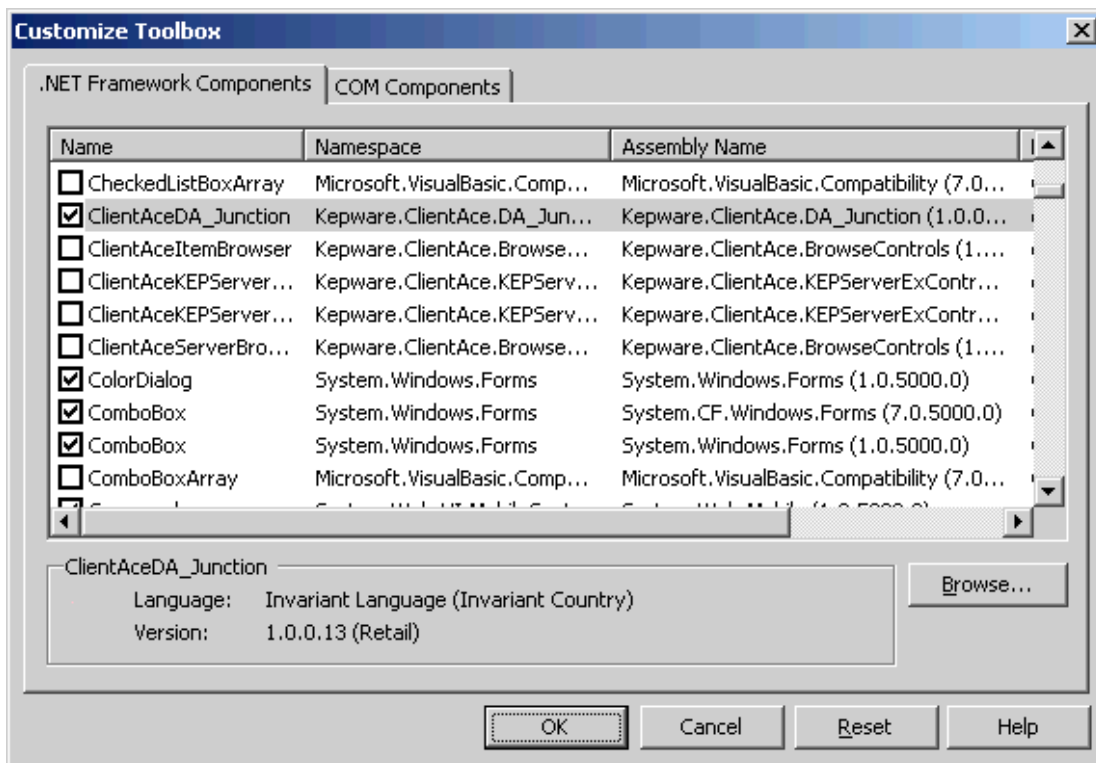 Customize Toolbox
.NET Framework Components COM Components
Name Namespace Assembly Name
CheckedListBoxArray Microsoft.VisualBasic.Comp... Microsoft.VisualBasic.Compatibility (7.0...
ClientAceDA_Junction Kepware.ClientAce.DA_Jun... Kepware.ClientAce.DA_Junction (1.0.0...
ClientAceItemBrowser Kepware.ClientAce.Browse... Kepware.ClientAce.BrowseControls (1....
ClientAceKEPServer... Kepware.ClientAce.KEPServ... Kepware.ClientAce.KEPServerExContr...
ClientAceKEPServer... Kepware.ClientAce.KEPServ... Kepware.ClientAce.KEPServerExContr...
ClientAceServerBro... Kepware.ClientAce.Browse... Kepware.ClientAce.BrowseControls (1....
ColorDialog System.Windows.Forms System.Windows.Forms (1.0.5000.0)
ComboBox System.Windows.Forms System.CF.Windows.Forms (7.0.5000.0)
ComboBox System.Windows.Forms System.Windows.Forms (1.0.5000.0)
ComboBoxArray Microsoft.VisualBasic.Comp... Microsoft.VisualBasic.Compatibility (7.0...
ClientAceDA_Junction
Language: Invariant Language (Invariant Country)
Version: 1.0.0.13 (Retail)
Browse...
OK Cancel Reset Help